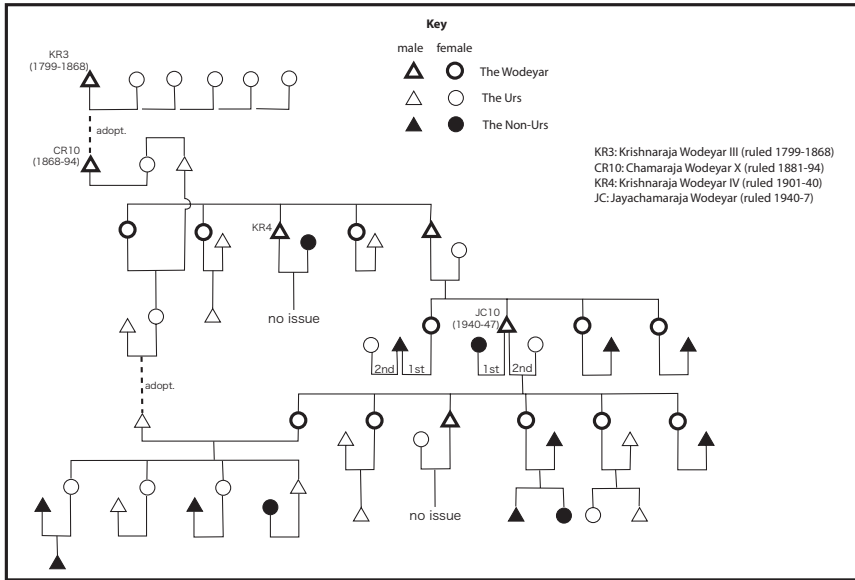 Key
male female
The Wodeyar
The Urs
The Non-Urs
KR3: Krishnaraja Wodeyar III (ruled 1799-1868)
CR10: Chamaraja Wodeyar X (ruled 1881-94)
KR4: Krishnaraja Wodeyar IV (ruled 1901-40)
JC: Jayachamaraja Wodeyar (ruled 1940-7)
KR3
(1799-1868)
adopt.
CR10
(1868-94)
KR4
no issue
JC10
(1940-47)
2nd 1st 1st 2nd
adopt.
no issue